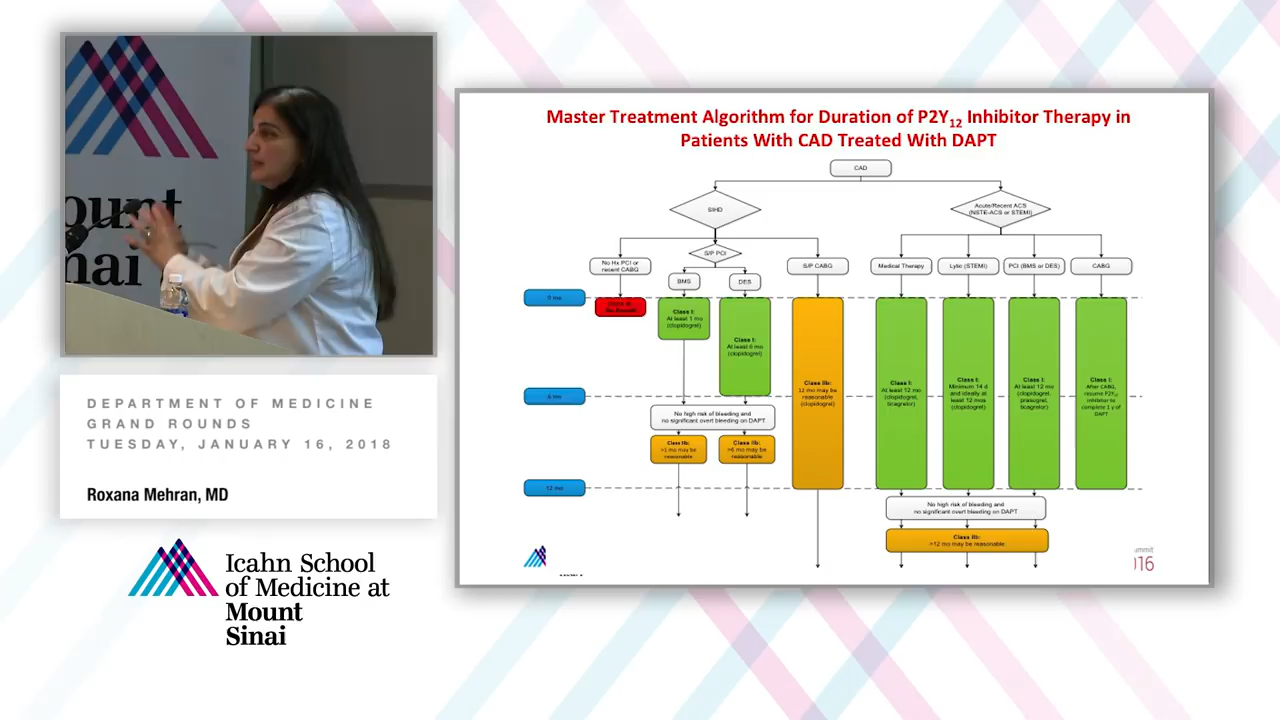 ount
nai
DEPARTMENT OF MEDICINE
GRAND ROUNDS
TUESDAY, JANUARY 16, 2018
Roxana Mehran, MD
Icahn School
of Medicine at
Mount
Sinai
Master Treatment Algorithm for Duration of P2Y12 Inhibitor Therapy in
Patients With CAD Treated With DAPT
CAD
SIHD
Acute/Recent ACS
(NSTE-ACS or STEMI)
No Hx PCI or
recent CABG
S/P PCI
S/P CABG
Medical Therapy
Lytic (STEMI)
PCI (BMS or DES)
CABG
BMS
DES
0 mo
Class I:
At least 1 mo
(clopidogrel)
Class I:
At least 6 mo
(clopidogrel)
Class IIb:
12 mo may be
reasonable
(clopidogrel)
Class I:
At least 12 mo
(clopidogrel,
ticagrelor)
Class I:
Minimum 14 d
and ideally at
least 12 mos
(clopidogrel)
Class I:
At least 12 mo
(clopidogrel,
prasugrel,
ticagrelor)
Class I:
After CABG,
resume P2Y12
inhibitor to
complete 1 y of
DAPT
6 mo
No high risk of bleeding and
no significant overt bleeding on DAPT
Class IIb:
>1 mo may be
reasonable
Class IIb:
>6 mo may be
reasonable
12 mo
No high risk of bleeding and
no significant overt bleeding on DAPT
Class IIb:
>12 mo may be reasonable
ummit
016